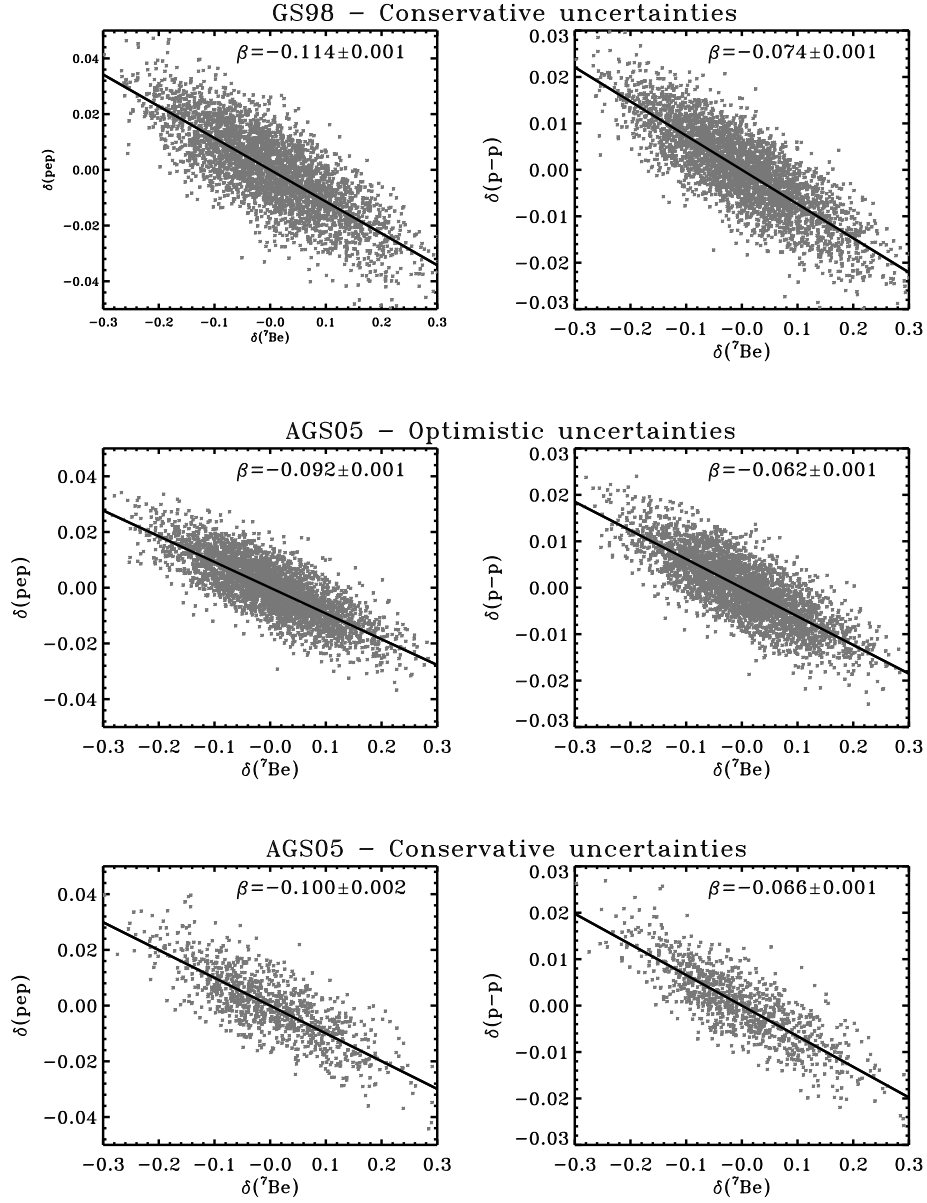 GS98 − Conservative uncertainties
β=−0.114±0.001
δ(pep)
0.04
0.02
0.00
−0.02
−0.04
−0.3 −0.2 −0.1 −0.0 0.1 0.2 0.3
δ(⁷Be)
β=−0.074±0.001
δ(p−p)
0.03
0.02
0.01
0.00
−0.01
−0.02
−0.03
−0.3 −0.2 −0.1 −0.0 0.1 0.2 0.3
δ(⁷Be)
AGS05 − Optimistic uncertainties
β=−0.092±0.001
δ(pep)
0.04
0.02
0.00
−0.02
−0.04
−0.3 −0.2 −0.1 −0.0 0.1 0.2 0.3
δ(⁷Be)
β=−0.062±0.001
δ(p−p)
0.03
0.02
0.01
0.00
−0.01
−0.02
−0.03
−0.3 −0.2 −0.1 −0.0 0.1 0.2 0.3
δ(⁷Be)
AGS05 − Conservative uncertainties
β=−0.100±0.002
δ(pep)
0.04
0.02
0.00
−0.02
−0.04
−0.3 −0.2 −0.1 −0.0 0.1 0.2 0.3
δ(⁷Be)
β=−0.066±0.001
δ(p−p)
0.03
0.02
0.01
0.00
−0.01
−0.02
−0.03
−0.3 −0.2 −0.1 −0.0 0.1 0.2 0.3
δ(⁷Be)